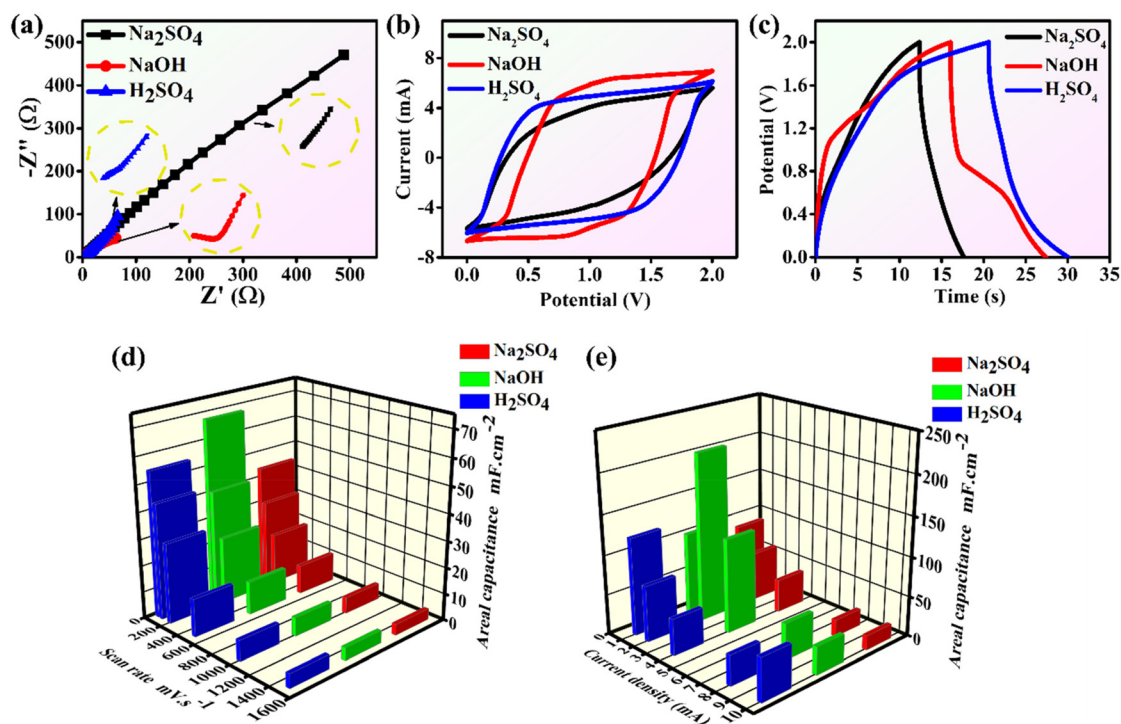 (a)
Na₂SO₄
NaOH
H₂SO₄
500
400
300
200
100
0
-Z'' (Ω)
0 100 200 300 400 500
Z' (Ω)
(b)
Na₂SO₄
NaOH
H₂SO₄
8
4
0
-4
-8
Current (mA)
0.0 0.5 1.0 1.5 2.0
Potential (V)
(c)
Na₂SO₄
NaOH
H₂SO₄
2.0
1.6
1.2
0.8
0.4
0.0
Potential (V)
0 5 10 15 20 25 30 35
Time (s)
(d)
Na₂SO₄
NaOH
H₂SO₄
70
60
50
40
30
20
10
0
Areal capacitance mF.cm⁻²
0
200
400
600
800
1000
1200
1400
1600
Scan rate mV.s⁻¹
(e)
Na₂SO₄
NaOH
H₂SO₄
250
200
150
100
50
0
Areal capacitance mF.cm⁻²
0
1
2
3
4
5
6
7
8
9
10
Current density (mA)